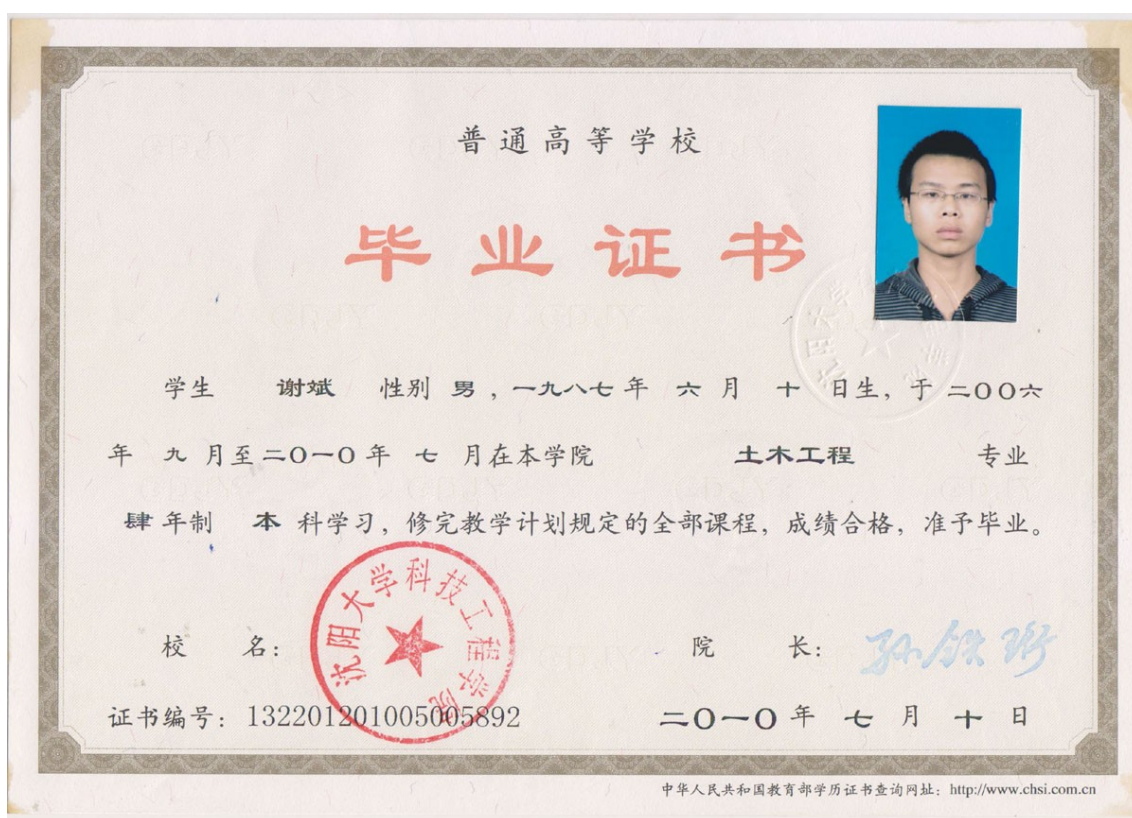 普通高等学校
毕业证书
学生 谢斌 性别 男，一九八七年 六 月 十 日生，于 二OO六
年 九 月至二O一O年 七 月在本学院 土木工程 专业
肆 年制 本 科学习，修完教学计划规定的全部课程，成绩合格，准予毕业。
沈阳大学科技工程学院
校 名： 院 长：孙铁珩
证书编号：132201201005005892 二O一O 年 七 月 十 日
中华人民共和国教育部学历证书查询网址：http://www.chsi.com.cn